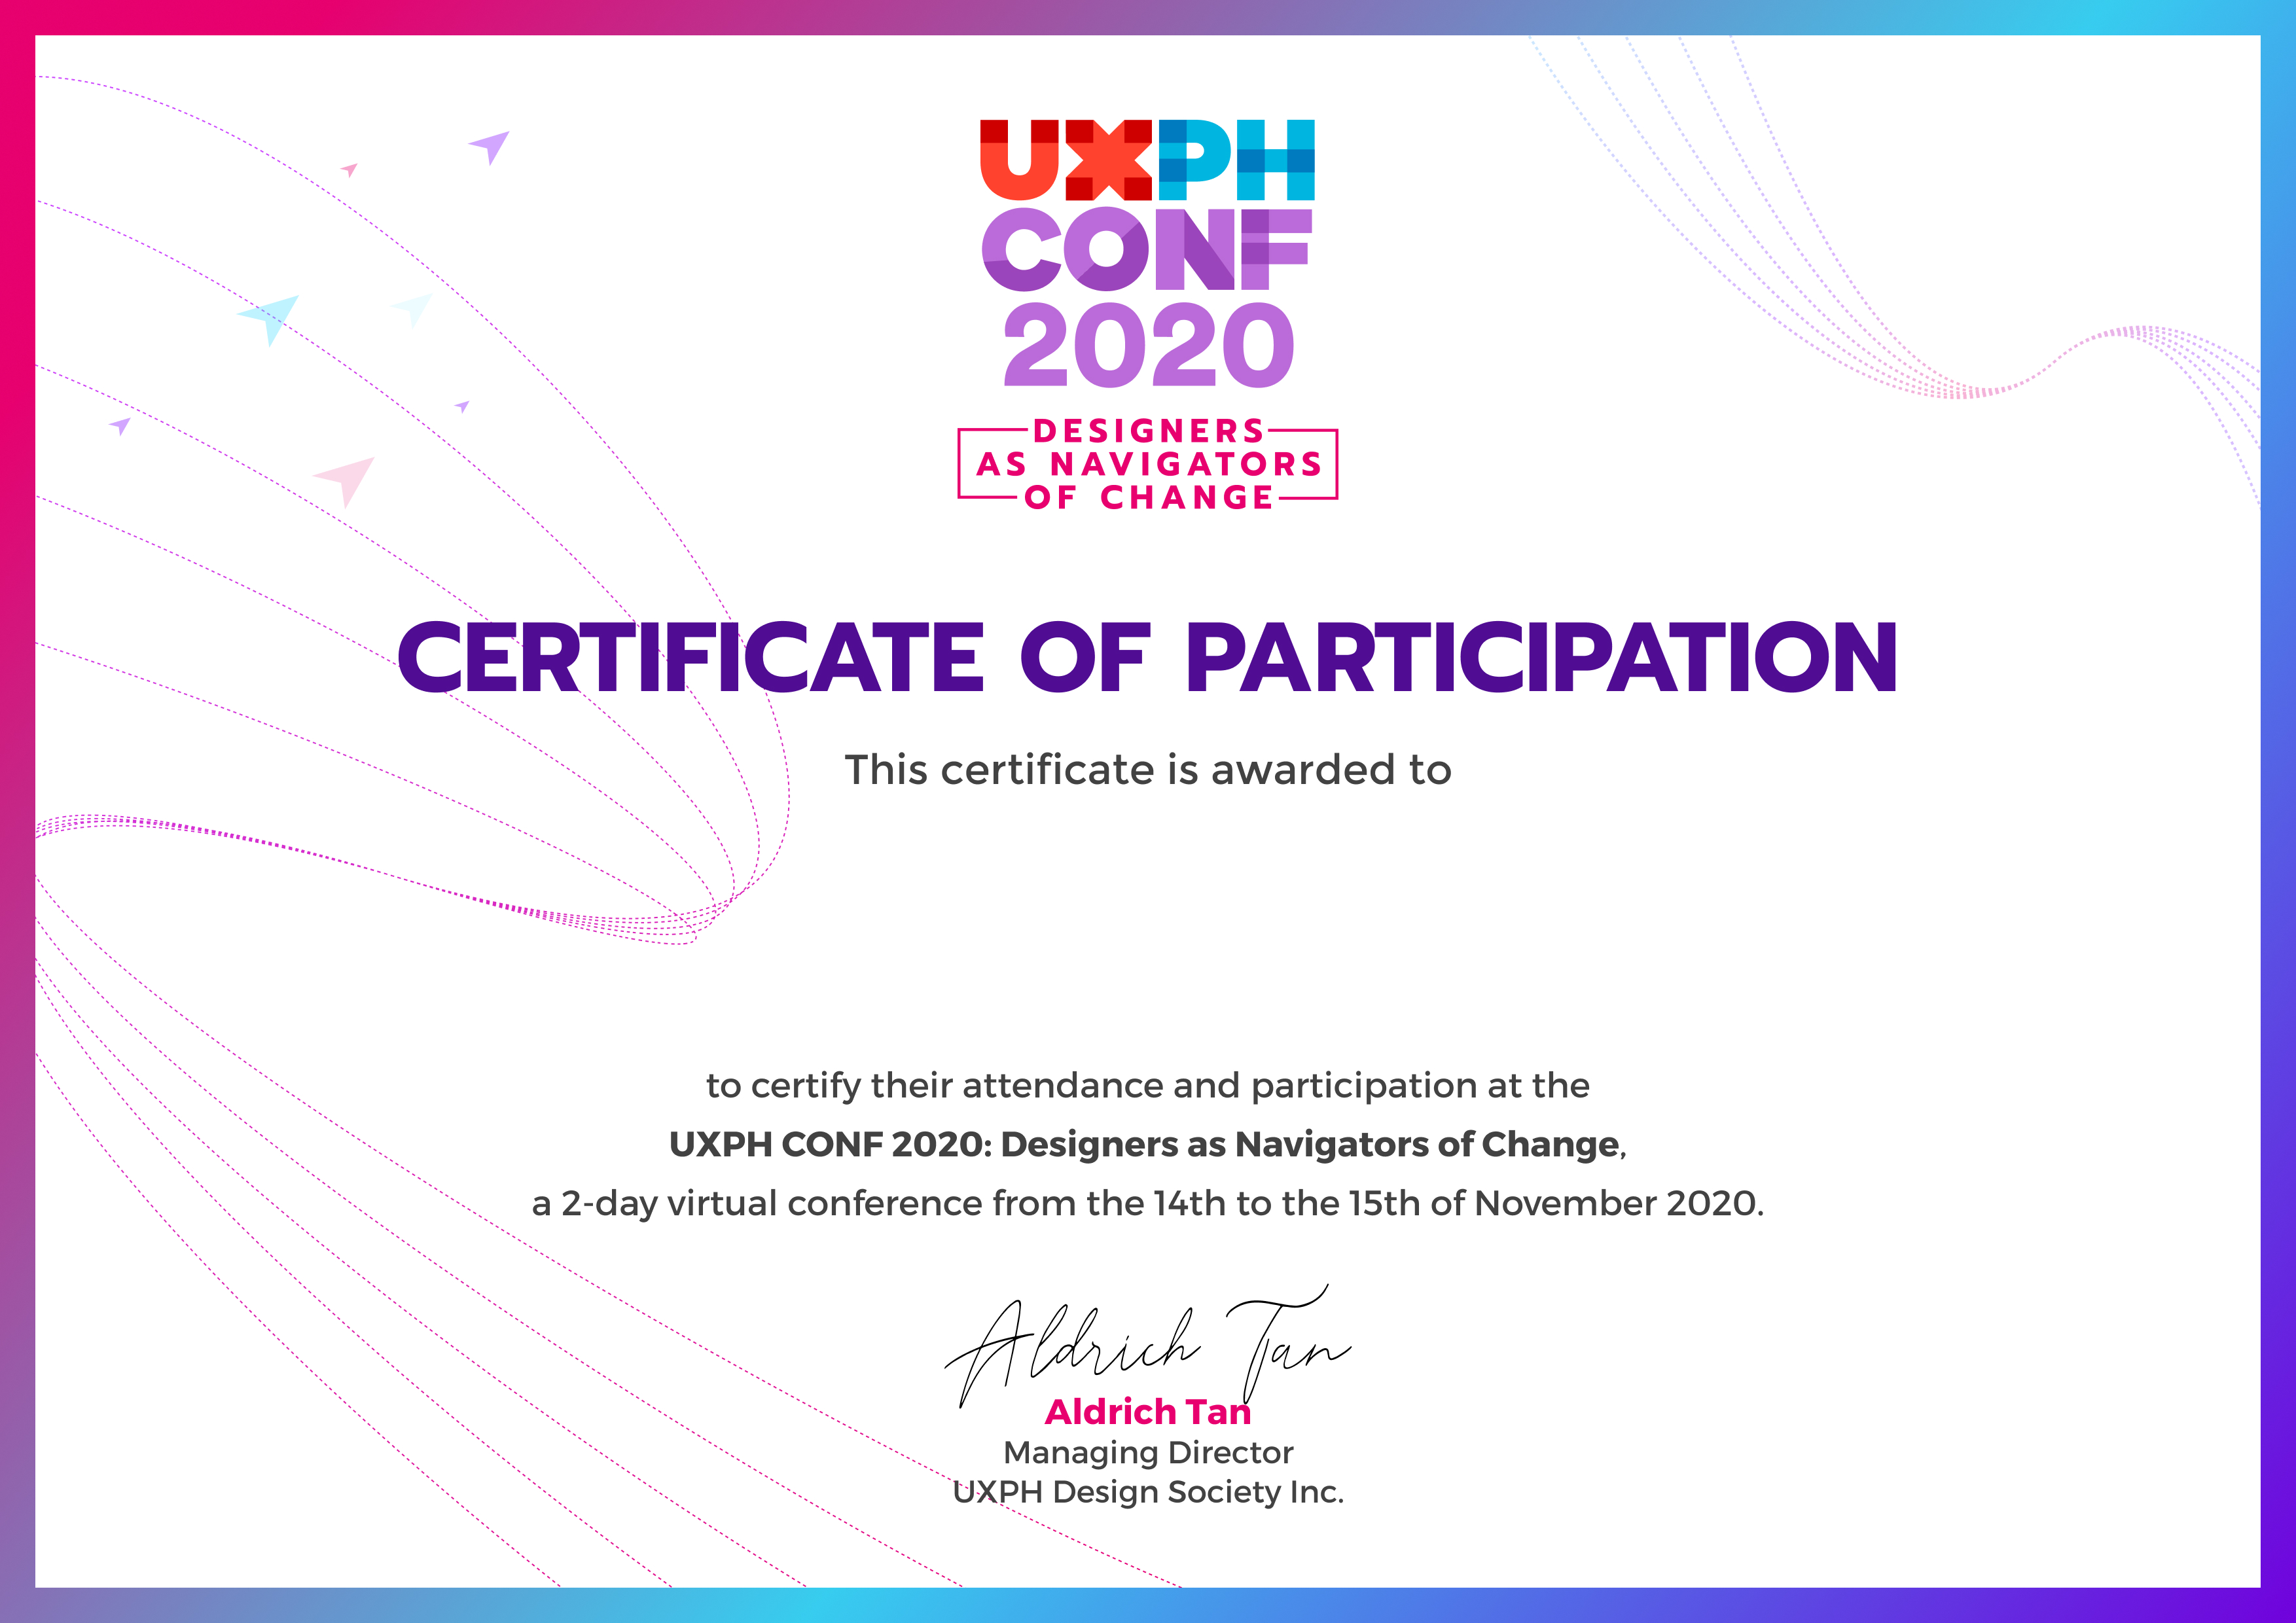 UXPH
CONF
2020
DESIGNERS
AS NAVIGATORS
OF CHANGE
CERTIFICATE OF PARTICIPATION
This certificate is awarded to
to certify their attendance and participation at the
UXPH CONF 2020: Designers as Navigators of Change,
a 2-day virtual conference from the 14th to the 15th of November 2020.
Aldrich Tan
Aldrich Tan
Managing Director
UXPH Design Society Inc.